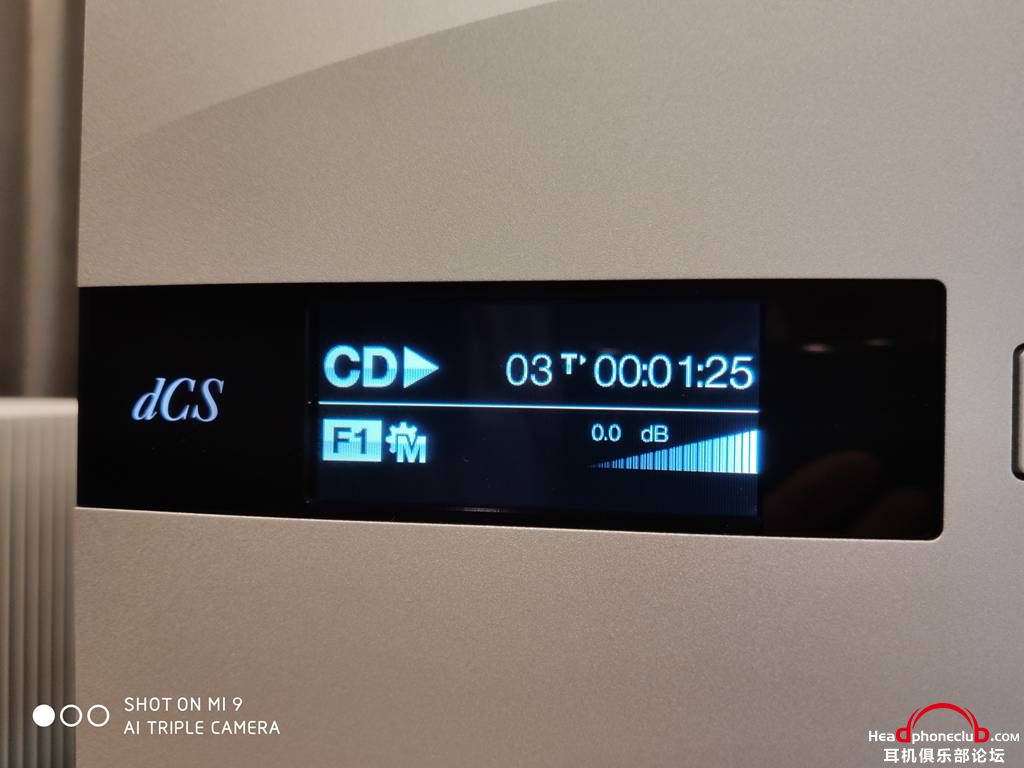 dCS
CD 03 T 00:01:25
F1 M 0.0 dB
SHOT ON MI 9
AI TRIPLE CAMERA
Headphoneclub.com
耳机俱乐部论坛